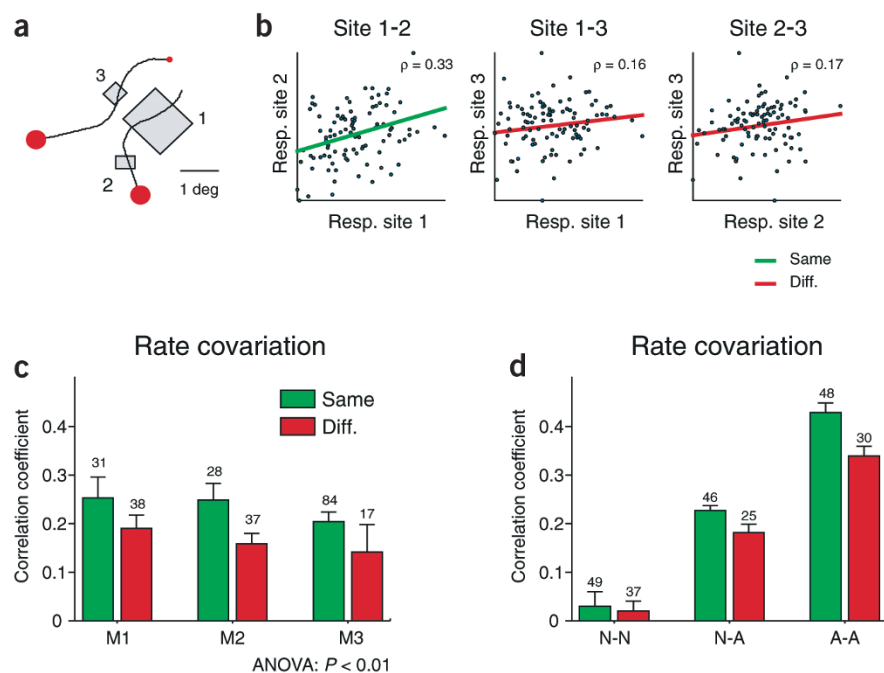 a
3
1
2
1 deg
b
Site 1-2
Site 1-3
Site 2-3
ρ = 0.33
ρ = 0.16
ρ = 0.17
Resp. site 2
Resp. site 3
Resp. site 3
Resp. site 1
Resp. site 1
Resp. site 2
Same
Diff.
c
Rate covariation
Correlation coefficient
0.4
0.3
0.2
0.1
0
Same
Diff.
31
38
28
37
84
17
M1
M2
M3
ANOVA: P < 0.01
d
Rate covariation
Correlation coefficient
0.4
0.3
0.2
0.1
0
49
37
46
25
48
30
N-N
N-A
A-A